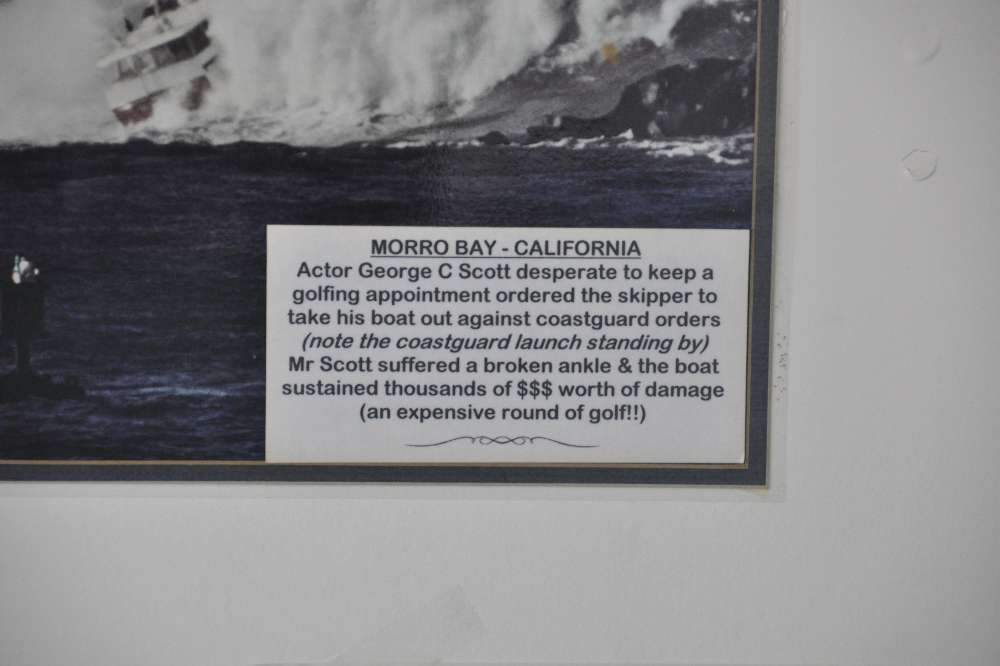 MORRO BAY - CALIFORNIA
Actor George C Scott desperate to keep a
golfing appointment ordered the skipper to
take his boat out against coastguard orders
(note the coastguard launch standing by)
Mr Scott suffered a broken ankle & the boat
sustained thousands of $$$ worth of damage
(an expensive round of golf!!)